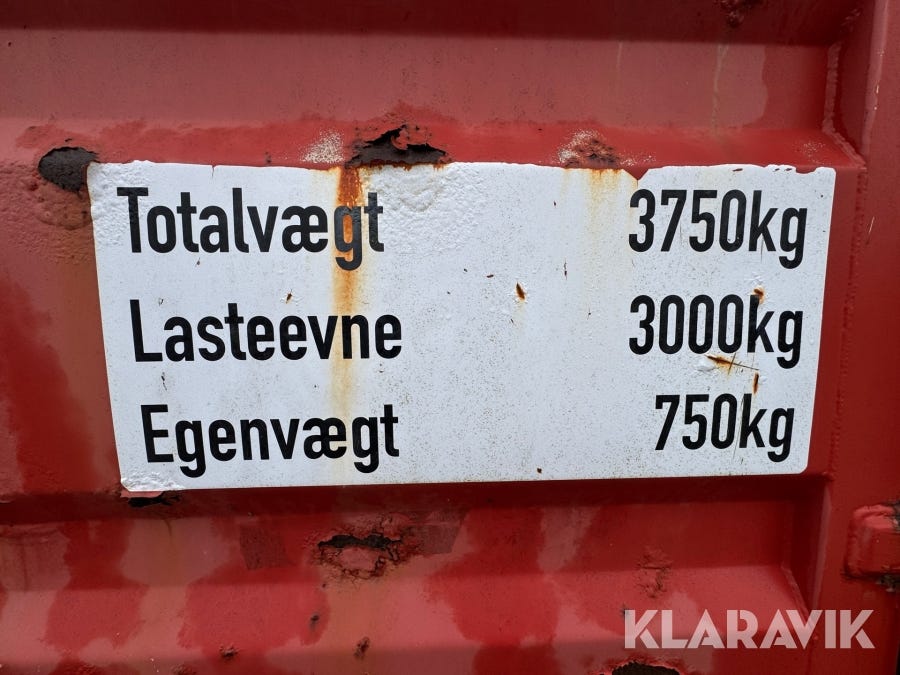 Totalvægt 3750kg
Lasteevne 3000kg
Egenvægt 750kg
KLARAVIK